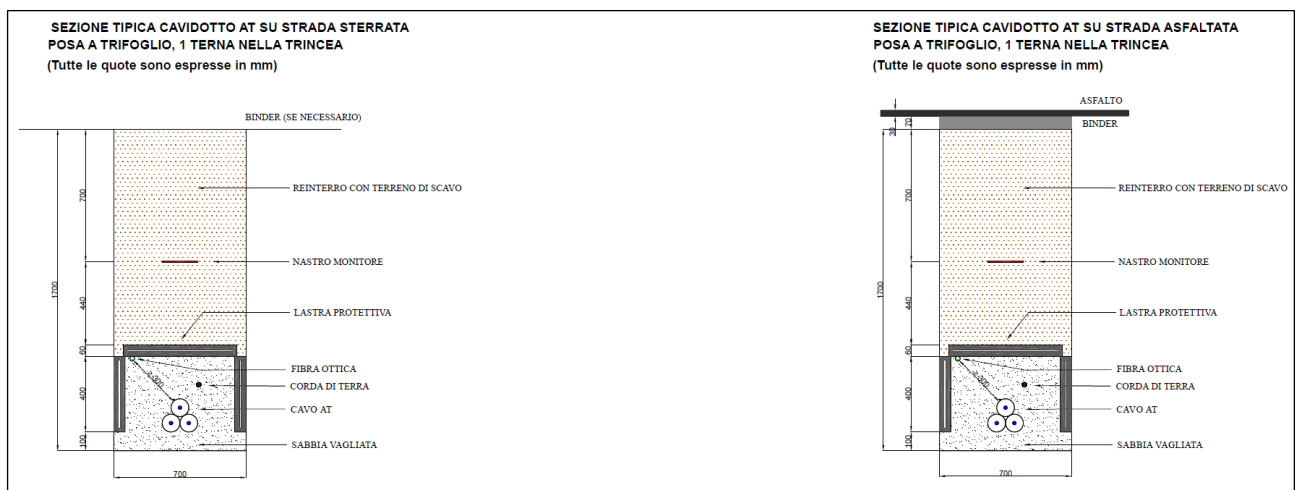 SEZIONE TIPICA CAVIDOTTO AT SU STRADA STERRATA
POSA A TRIFOGLIO, 1 TERNA NELLA TRINCEA
(Tutte le quote sono espresse in mm)
BINDER (SE NECESSARIO)
REINTERRO CON TERRENO DI SCAVO
NASTRO MONITORE
LASTRA PROTETTIVA
FIBRA OTTICA
CORDA DI TERRA
CAVO AT
SABBIA VAGLIATA
1700
700
440
60
400
100
700
SEZIONE TIPICA CAVIDOTTO AT SU STRADA ASFALTATA
POSA A TRIFOGLIO, 1 TERNA NELLA TRINCEA
(Tutte le quote sono espresse in mm)
ASFALTO
BINDER
REINTERRO CON TERRENO DI SCAVO
NASTRO MONITORE
LASTRA PROTETTIVA
FIBRA OTTICA
CORDA DI TERRA
CAVO AT
SABBIA VAGLIATA
30
70
1700
700
440
60
400
100
700